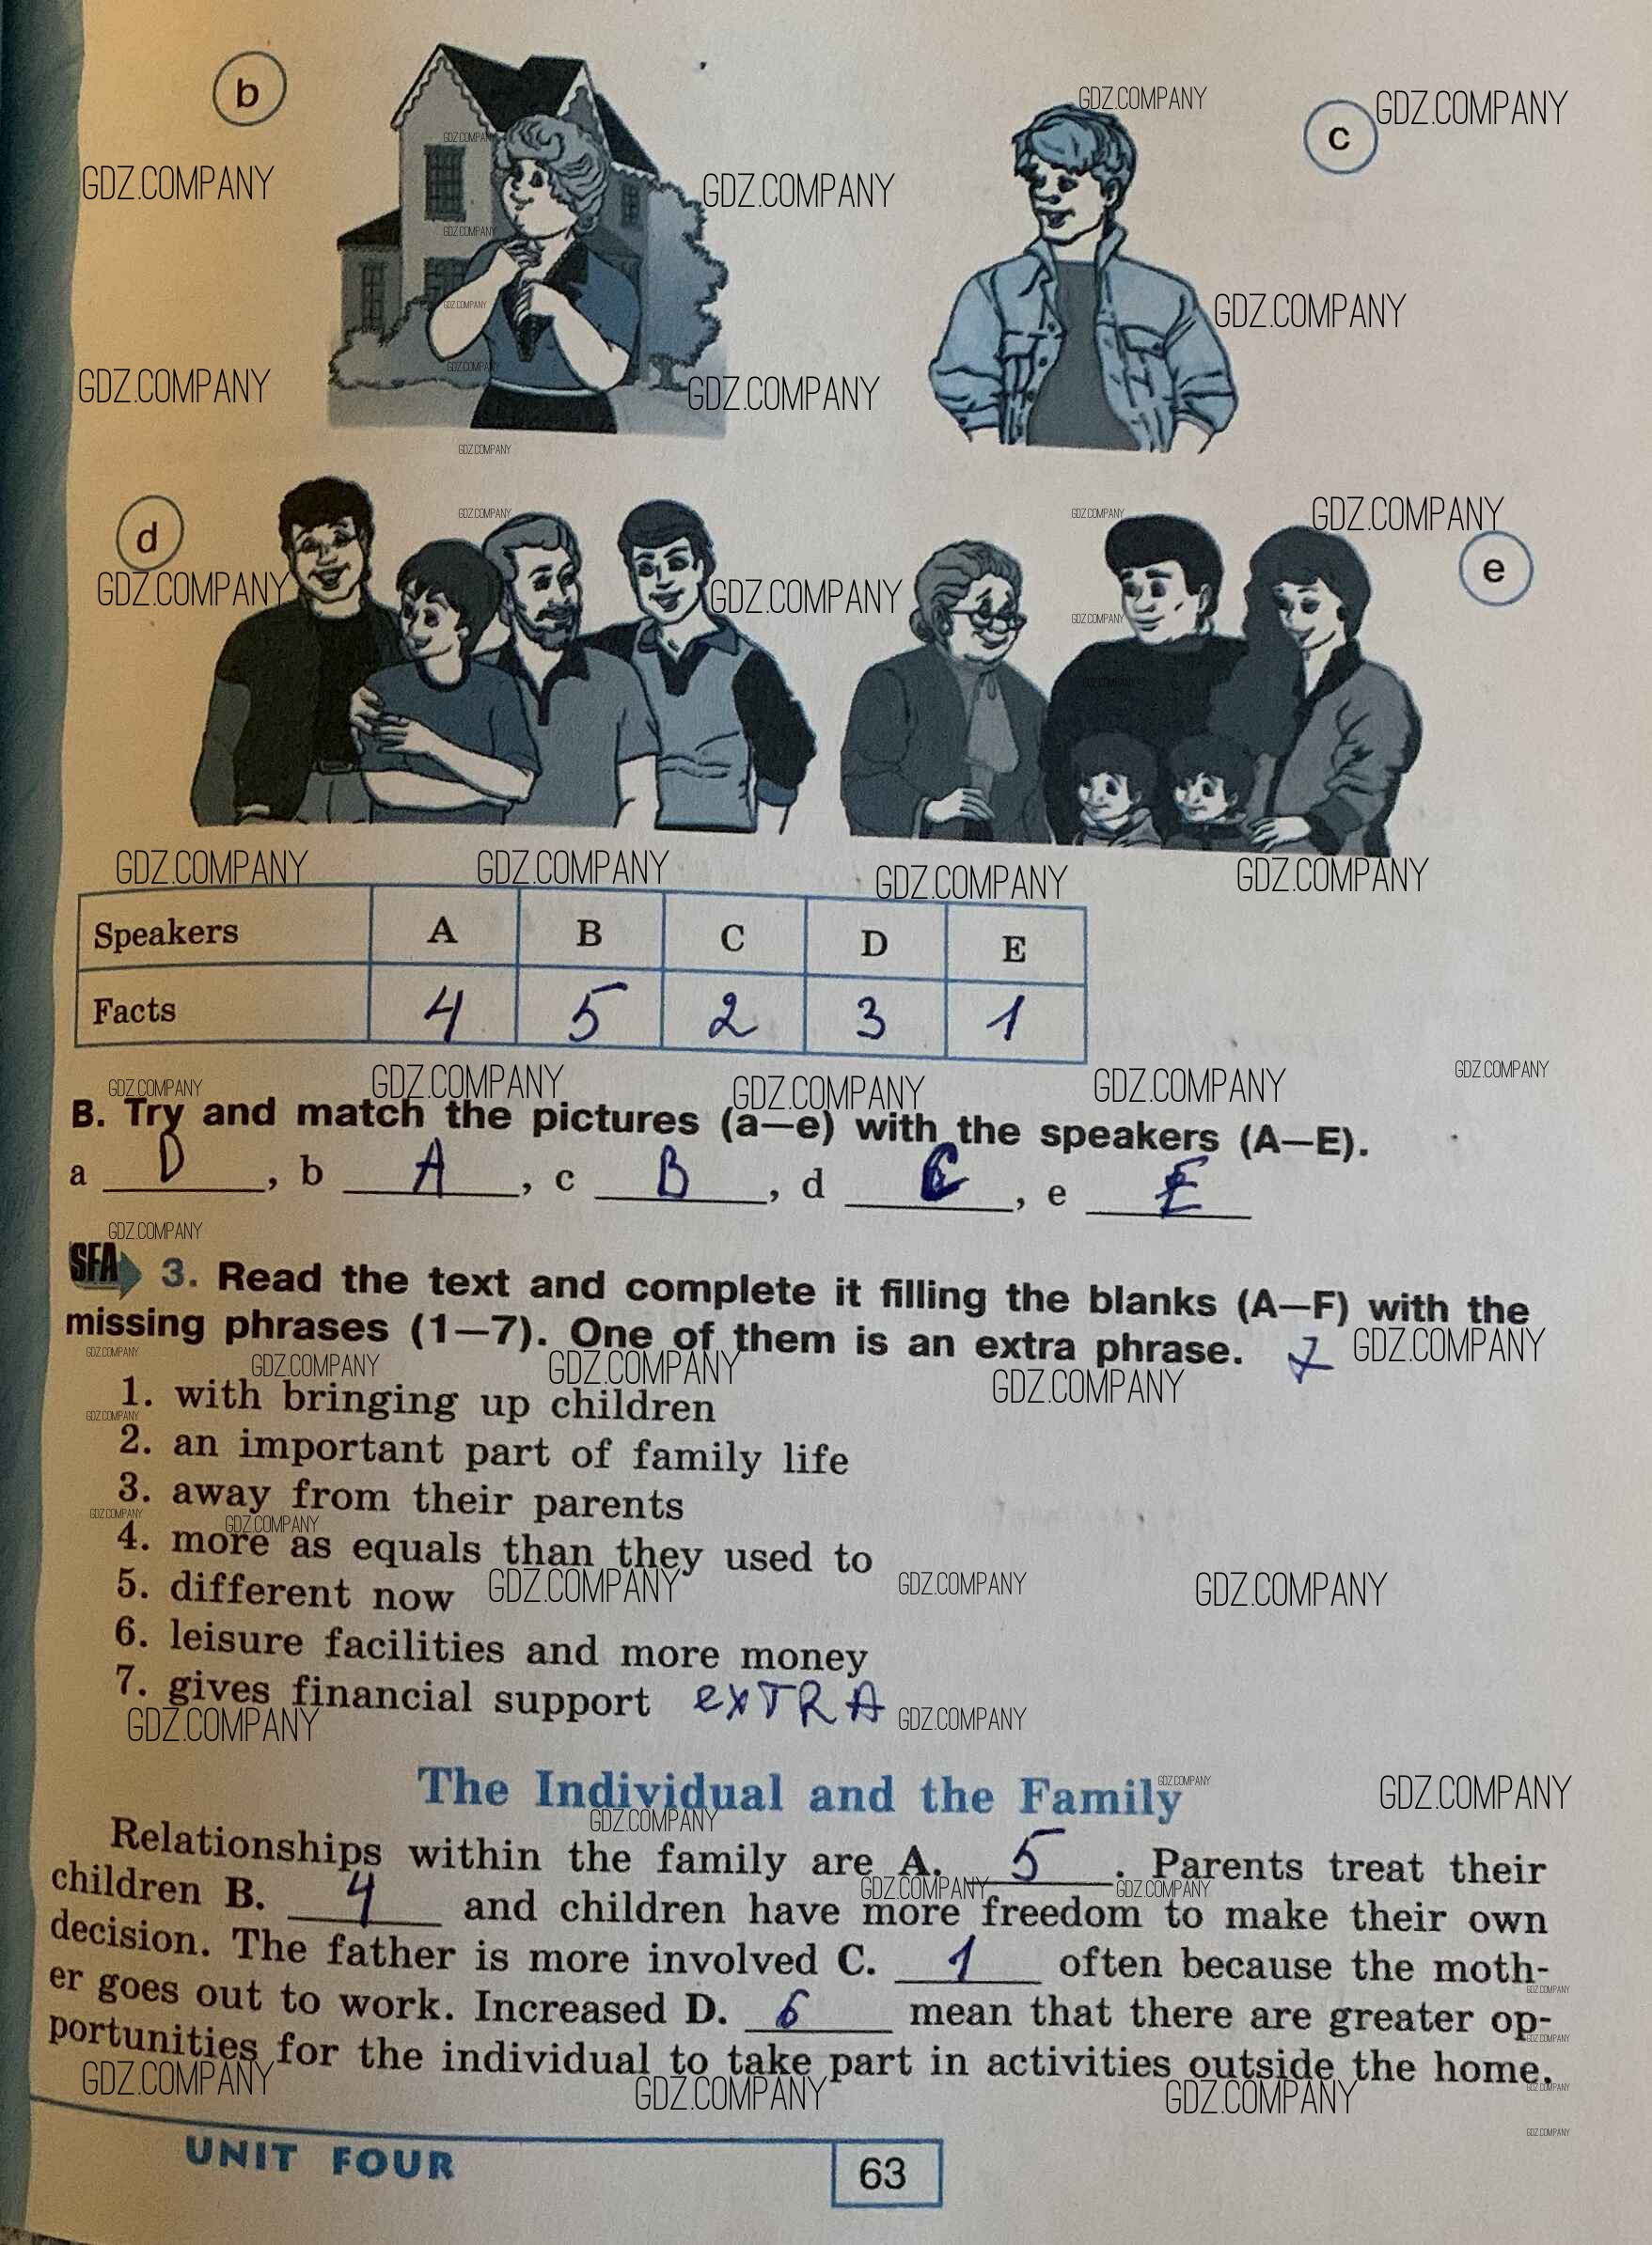 b
c
d
e
GDZ.COMPANY
Speakers A B C D E
Facts 4 5 2 3 1
B. Try and match the pictures (a—e) with the speakers (A—E).
a D, b A, c B, d C, e E
SFA 3. Read the text and complete it filling the blanks (A—F) with the
missing phrases (1—7). One of them is an extra phrase. 7
1. with bringing up children
2. an important part of family life
3. away from their parents
4. more as equals than they used to
5. different now
6. leisure facilities and more money
7. gives financial support exTRA
The Individual and the Family
Relationships within the family are A. 5. Parents treat their
children B. 4 and children have more freedom to make their own
decision. The father is more involved C. 1 often because the moth-
er goes out to work. Increased D. 6 mean that there are greater op-
portunities for the individual to take part in activities outside the home.
UNIT FOUR 63